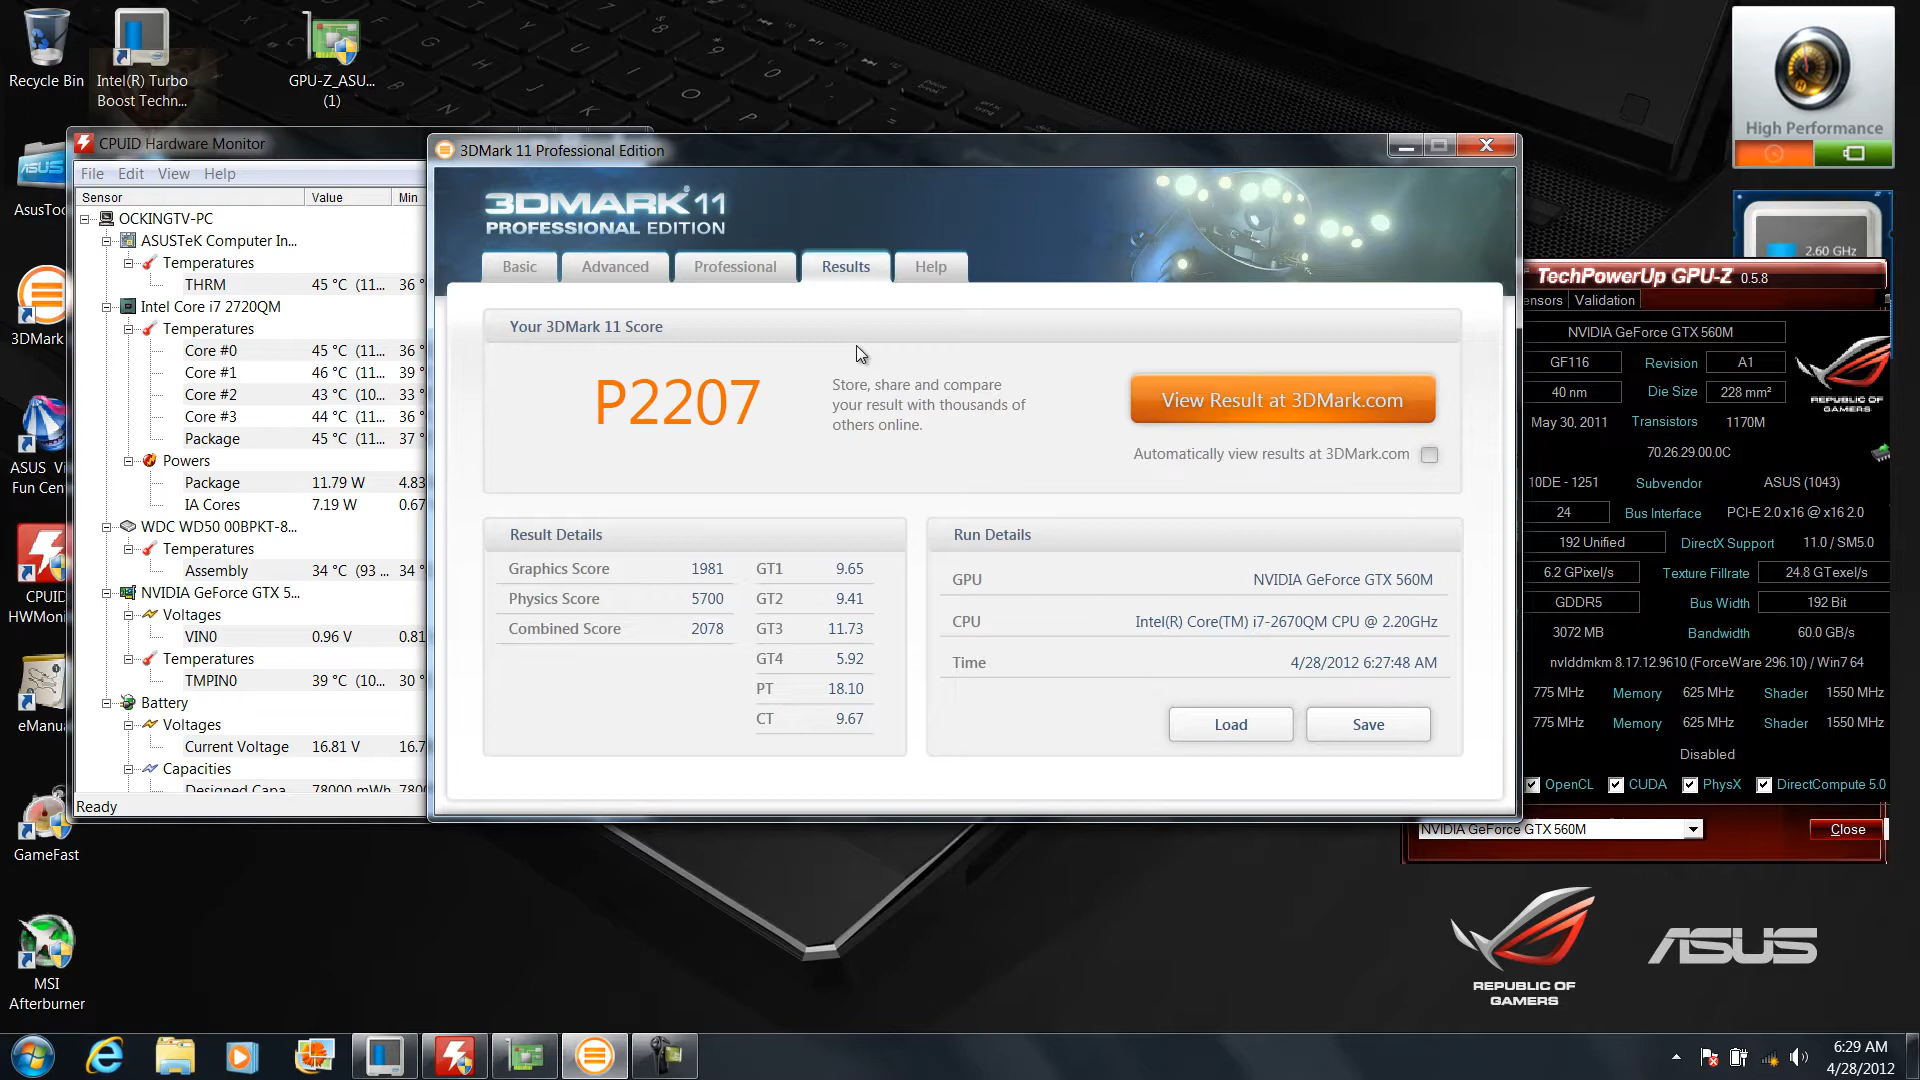 Recycle Bin
Intel(R) Turbo
Boost Techn...
GPU-Z_ASU...
(1)
High Performance
CPUID Hardware Monitor
File Edit View Help
Sensor Value Min
OCKINGTV-PC
ASUSTeK Computer In...
Temperatures
THRM 45 °C (11... 36 °
Intel Core i7 2720QM
Temperatures
Core #0 45 °C (11... 36 °
Core #1 46 °C (11... 39 °
Core #2 43 °C (10... 33 °
Core #3 44 °C (11... 36 °
Package 45 °C (11... 37 °
Powers
Package 11.79 W 4.83
IA Cores 7.19 W 0.67
WDC WD50 00BPKT-8...
Temperatures
Assembly 34 °C (93 ... 34 °
NVIDIA GeForce GTX 5...
Voltages
VIN0 0.96 V 0.81
Temperatures
TMPIN0 39 °C (10... 30 °
Battery
Voltages
Current Voltage 16.81 V 16.7
Capacities
Designed Capa... 78000 mWh 7800
Ready
ASUS
AsusToo
3DMark
ASUS Vi
Fun Cen
CPUID
HWMoni
eManua
GameFast
MSI
Afterburner
3DMark 11 Professional Edition
3DMARK 11
PROFESSIONAL EDITION
Basic Advanced Professional Results Help
Your 3DMark 11 Score
P2207
Store, share and compare
your result with thousands of
others online.
View Result at 3DMark.com
Automatically view results at 3DMark.com
Result Details
Graphics Score 1981 GT1 9.65
Physics Score 5700 GT2 9.41
Combined Score 2078 GT3 11.73
GT4 5.92
PT 18.10
CT 9.67
Run Details
GPU NVIDIA GeForce GTX 560M
CPU Intel(R) Core(TM) i7-2670QM CPU @ 2.20GHz
Time 4/28/2012 6:27:48 AM
Load Save
2.60 GHz
TechPowerUp GPU-Z 0.5.8
ensors Validation
NVIDIA GeForce GTX 560M
GF116 Revision A1
40 nm Die Size 228 mm²
May 30, 2011 Transistors 1170M
REPUBLIC OF
GAMERS
70.26.29.00.0C
10DE - 1251 Subvendor ASUS (1043)
24 Bus Interface PCI-E 2.0 x16 @ x16 2.0
192 Unified DirectX Support 11.0 / SM5.0
6.2 GPixel/s Texture Fillrate 24.8 GTexel/s
GDDR5 Bus Width 192 Bit
3072 MB Bandwidth 60.0 GB/s
nvlddmkm 8.17.12.9610 (ForceWare 296.10) / Win7 64
775 MHz Memory 625 MHz Shader 1550 MHz
775 MHz Memory 625 MHz Shader 1550 MHz
Disabled
OpenCL CUDA PhysX DirectCompute 5.0
NVIDIA GeForce GTX 560M Close
REPUBLIC OF
GAMERS
ASUS
6:29 AM
4/28/2012